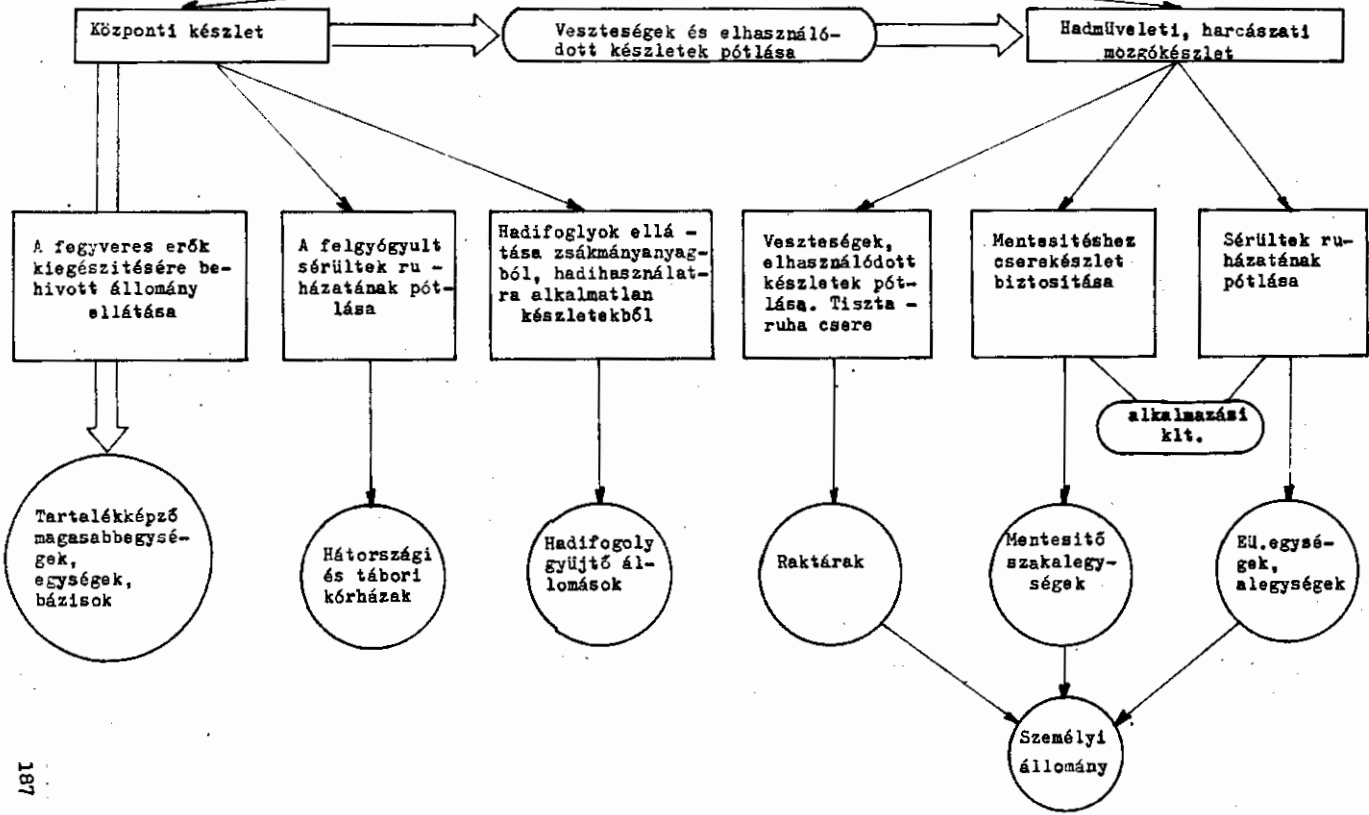 Központi készlet
Veszteségek és elhasználó-
dott készletek pótlása
Hadmüveleti, harcászati
mozgókészlet
A fegyveres erők
kiegészitésére be-
hivott állomány
ellátása
A felgyógyult
sérültek ru -
házatának pót-
lása
Hadifoglyok ellá -
tása zsákmányanyag-
ból, hadihasználat-
ra alkalmatlan
készletekből
Veszteségek,
elhasználódott
készletek pót-
lása. Tiszta -
ruha csere
Mentesitéshez
cserekészlet
biztositása
Sérültek ru-
házatának
pótlása
alkalmazási
klt.
Tartalékképző
magasabbegysé-
gek,
egységek,
bázisok
Hátországi
és tábori
kórházak
Hadifogoly
gyüjtő ál-
lomások
Raktárak
Mentesitő
szakalegy-
ségek
EÜ.egysé-
gek,
alegységek
Személyi
állomány
187